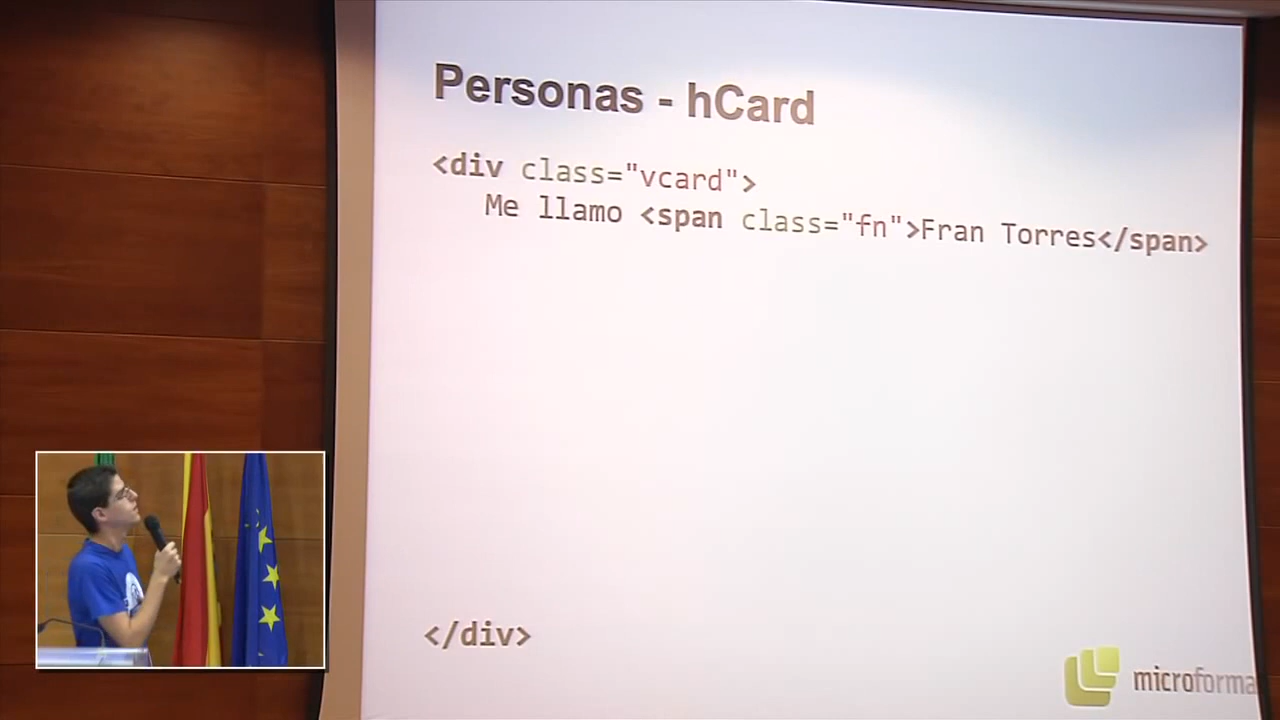 Personas - hCard
<div class="vcard">
Me llamo <span class="fn">Fran Torres</span>
</div>
microforma